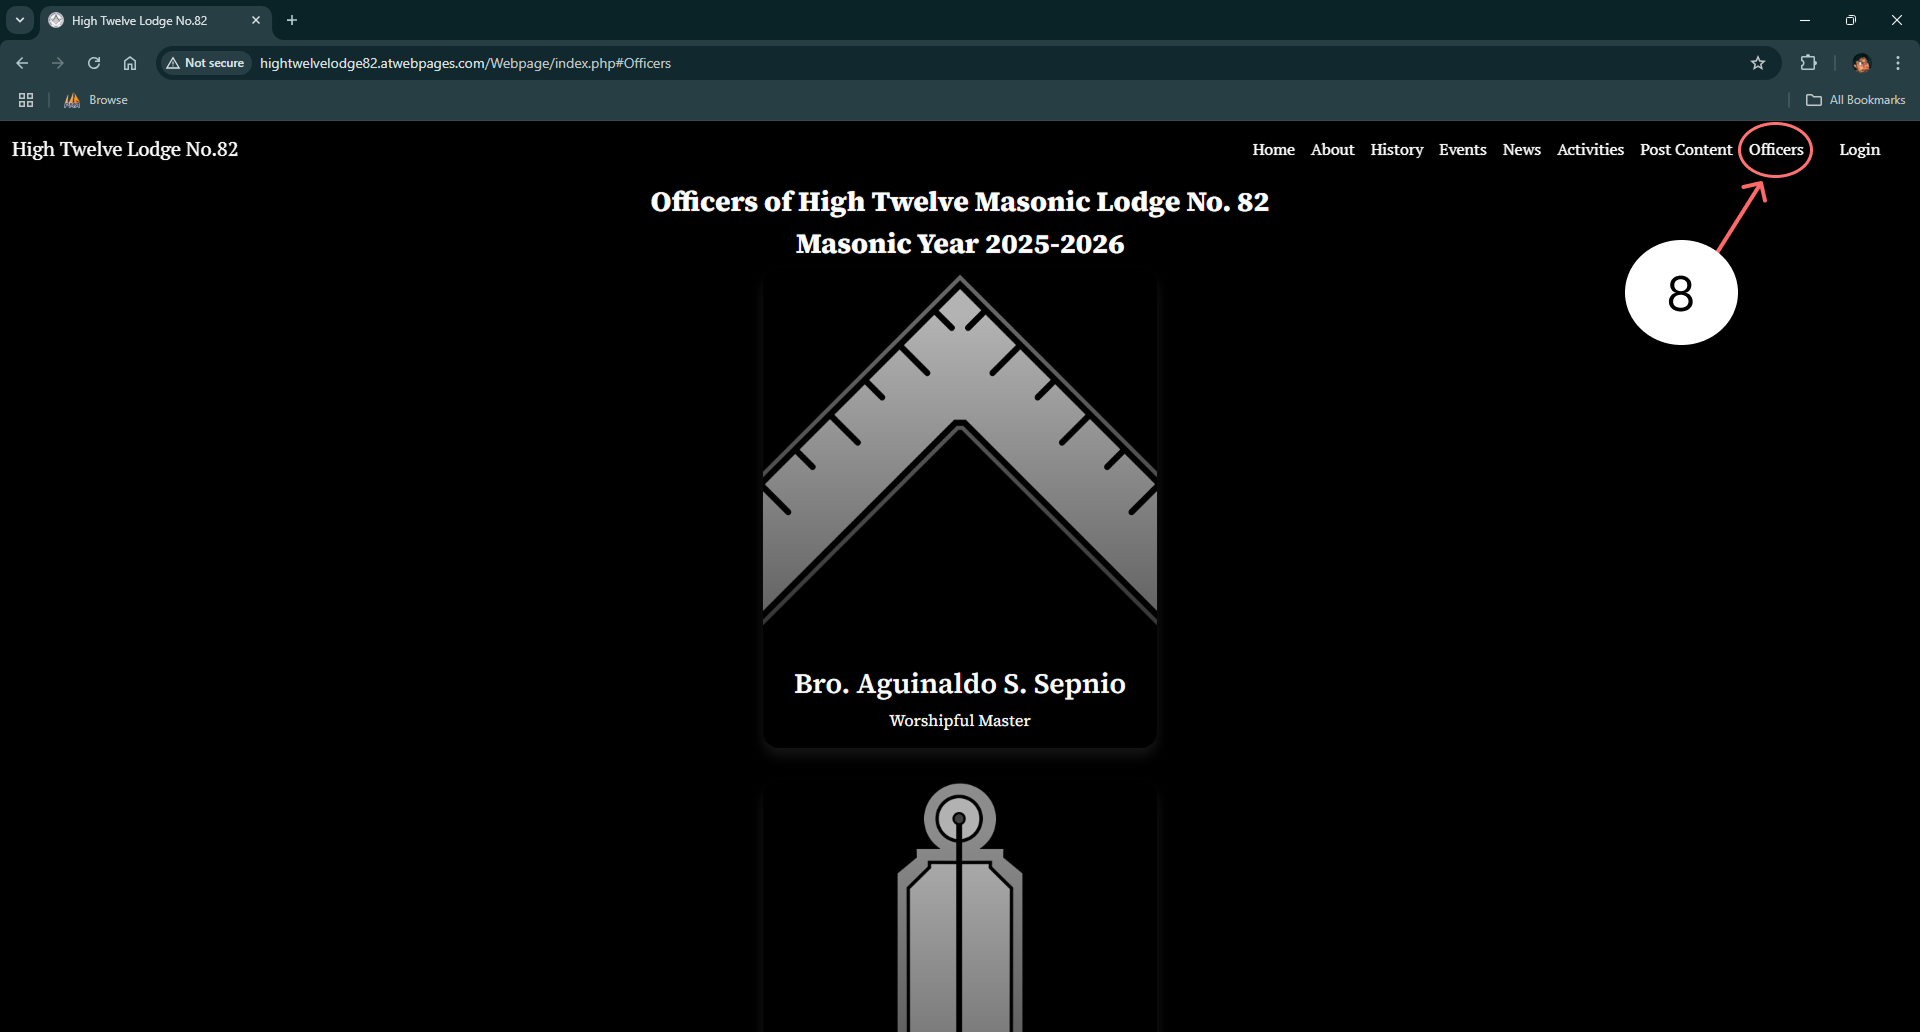 High Twelve Lodge No.82
Not secure
hightwelvelodge82.atwebpages.com/Webpage/index.php#Officers
Browse
All Bookmarks
High Twelve Lodge No.82
Home About History Events News Activities Post Content Officers Login
Officers of High Twelve Masonic Lodge No. 82
Masonic Year 2025-2026
8
Bro. Aguinaldo S. Sepnio
Worshipful Master